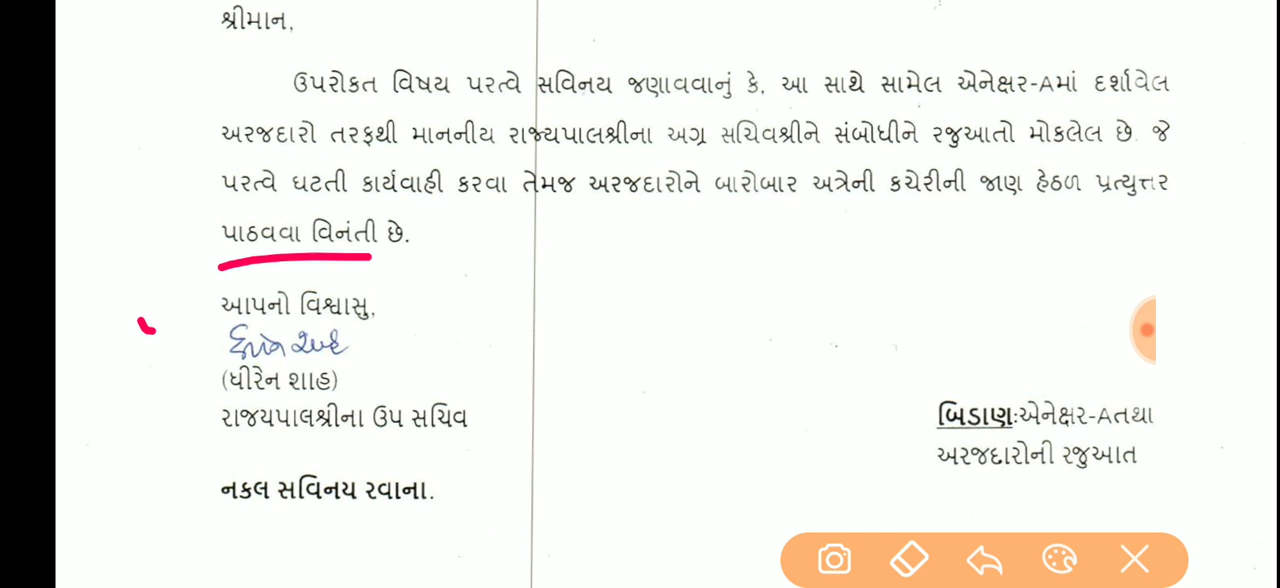 શ્રીમાન,
ઉપરોકત વિષય પરત્વે સવિનય જણાવવાનું કે, આ સાથે સામેલ એનેક્ષર-Aમાં દર્શાવેલ
અરજદારો તરફથી માનનીય રાજ્યપાલશ્રીના અગ્ર સચિવશ્રીને સંબોધીને રજુઆતો મોકલેલ છે. જે
પરત્વે ઘટતી કાર્યવાહી કરવા તેમજ અરજદારોને બારોબાર અત્રેની કચેરીની જાણ હેઠળ પ્રત્યુત્તર
પાઠવવા વિનંતી છે.
આપનો વિશ્વાસુ,
(ધીરેન શાહ)
રાજયપાલશ્રીના ઉપ સચિવ
બિડાણ:એનેક્ષર-Aતથા
અરજદારોની રજુઆત
નકલ સવિનય રવાના.